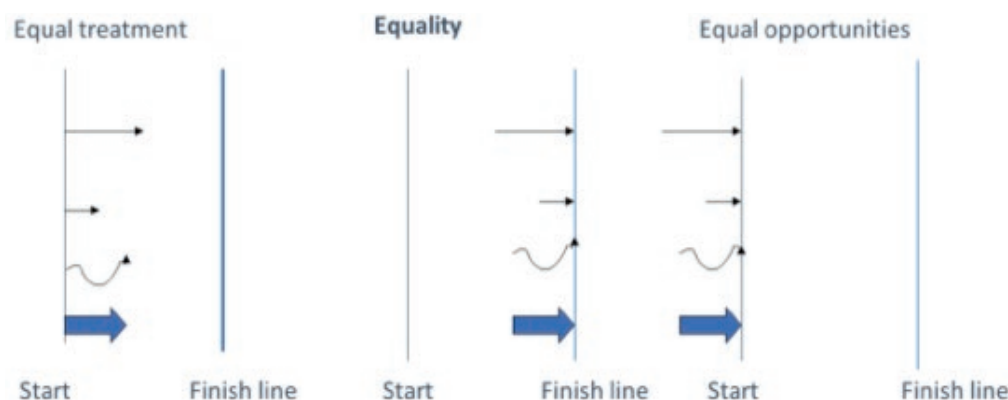 Equal treatment
Equality
Equal opportunities
Start
Finish line
Start
Finish line
Start
Finish line